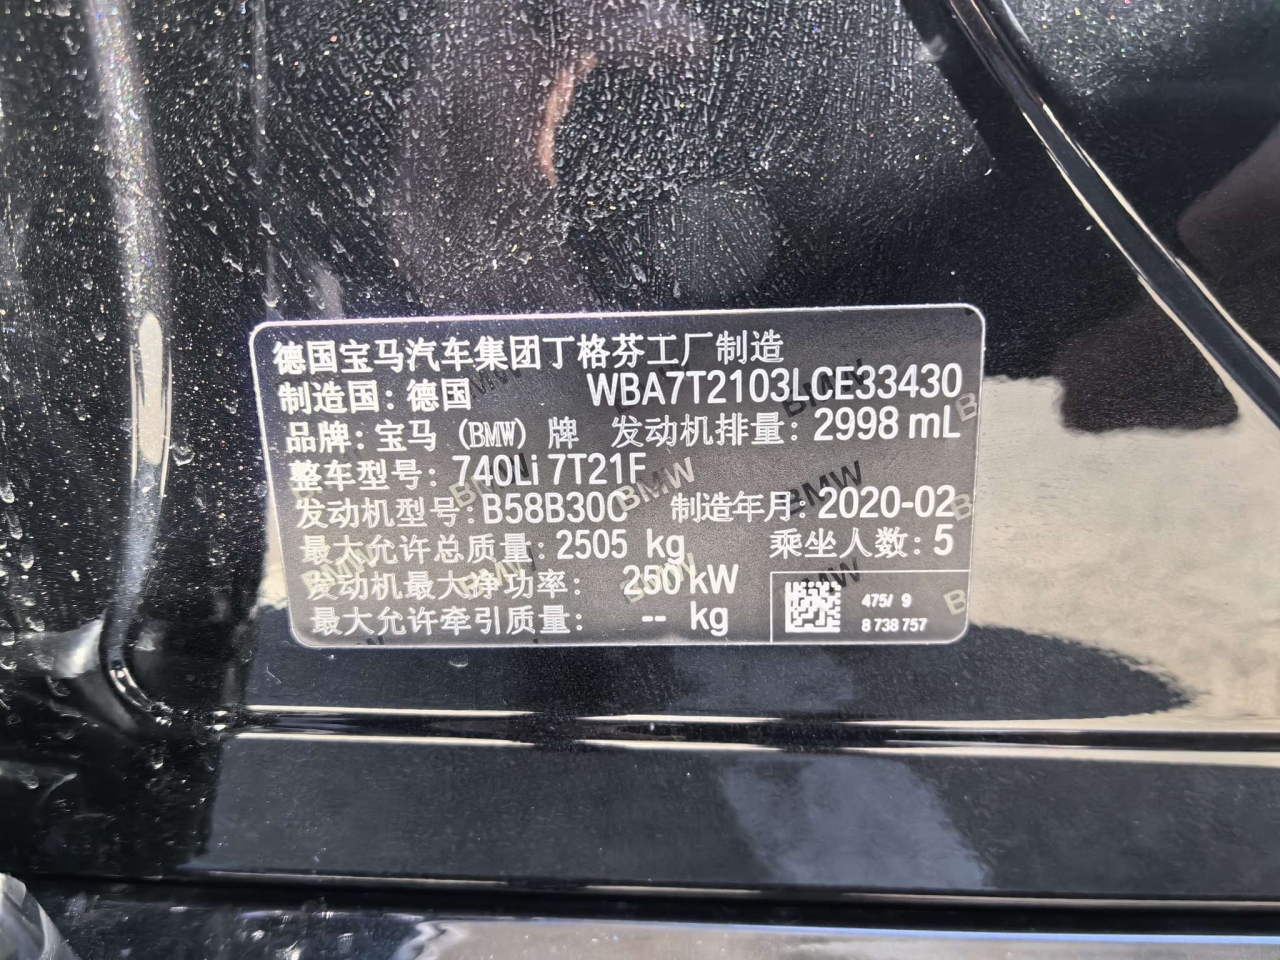 德国宝马汽车集团丁格芬工厂制造
制造国: 德国 WBA7T2103LCE33430
品牌: 宝马 (BMW) 牌 发动机排量: 2998 mL
整车型号: 740Li 7T21F
发动机型号: B58B30C 制造年月: 2020-02
最大允许总质量: 2505 kg 乘坐人数: 5
发动机最大净功率: 250 kW
最大允许牵引质量: -- kg
475/ 9
8 738 757